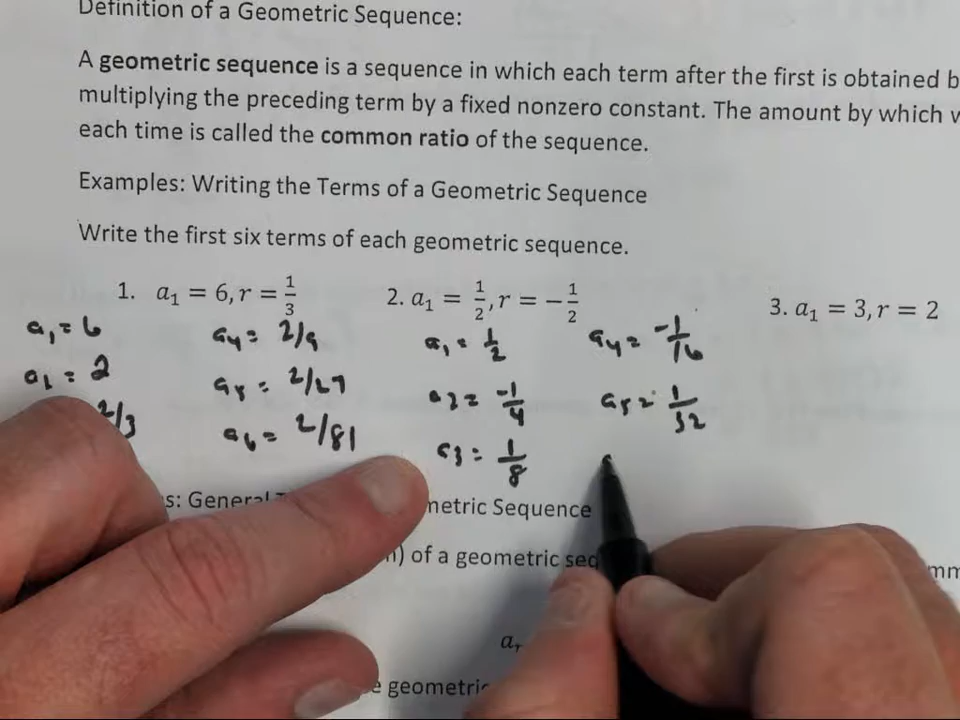 Definition of a Geometric Sequence:
A geometric sequence is a sequence in which each term after the first is obtained b
multiplying the preceding term by a fixed nonzero constant. The amount by which
each time is called the common ratio of the sequence.
Examples: Writing the Terms of a Geometric Sequence
Write the first six terms of each geometric sequence.
1. a₁ = 6, r = 1/3
2. a₁ = 1/2, r = −1/2
3. a₁ = 3, r = 2
a₁ = 6
a₂ = 2
2/3
a₄ = 2/9
a₅ = 2/27
a₆ = 2/81
a₁ = 1/2
a₂ = -1/4
a₃ = 1/8
a₄ = -1/16
a₅ = 1/32
s: General
metric Sequence
) of a geometric seq
geometric